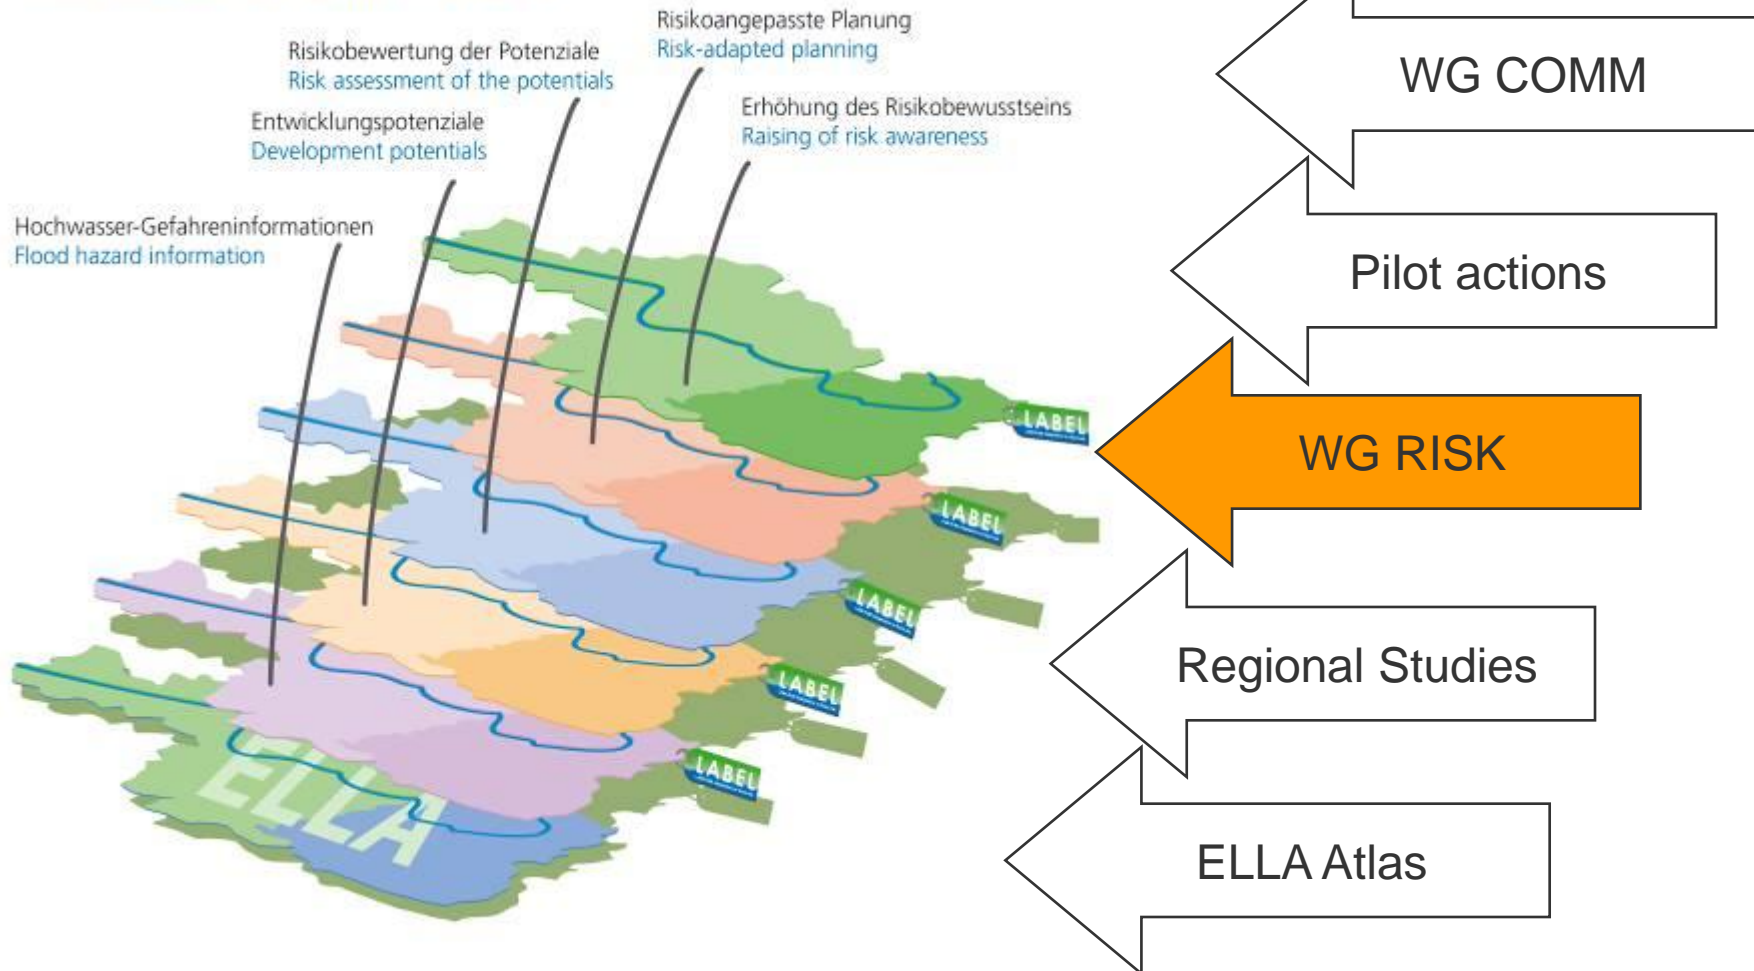 Risikoangepasste Planung
Risk-adapted planning
Risikobewertung der Potenziale
Risk assessment of the potentials
Erhöhung des Risikobewusstseins
Raising of risk awareness
Entwicklungspotenziale
Development potentials
Hochwasser-Gefahreninformationen
Flood hazard information
WG COMM
Pilot actions
WG RISK
Regional Studies
ELLA Atlas
LABEL
LABEL
LABEL
LABEL
LABEL
ELLA